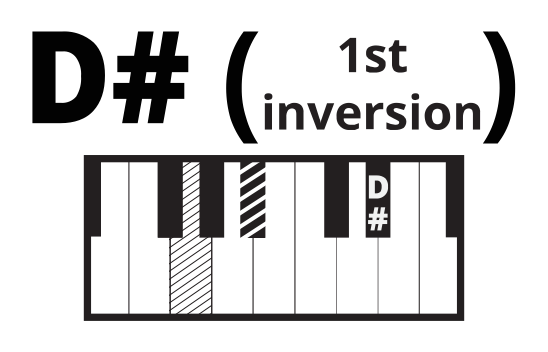 D# (1st
inversion)
D
#